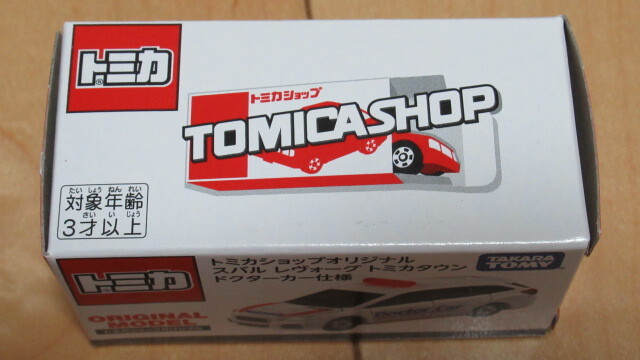 トミカ
トミカショップ
TOMICASHOP
たいしょうねんれい
対象年齢
さいいじょう
3才以上
トミカ
トミカショップオリジナル
スバル レヴォーグ トミカタウン
ドクターカー仕様
TAKARA
TOMY
ORIGINAL
MODEL
Doctor Car